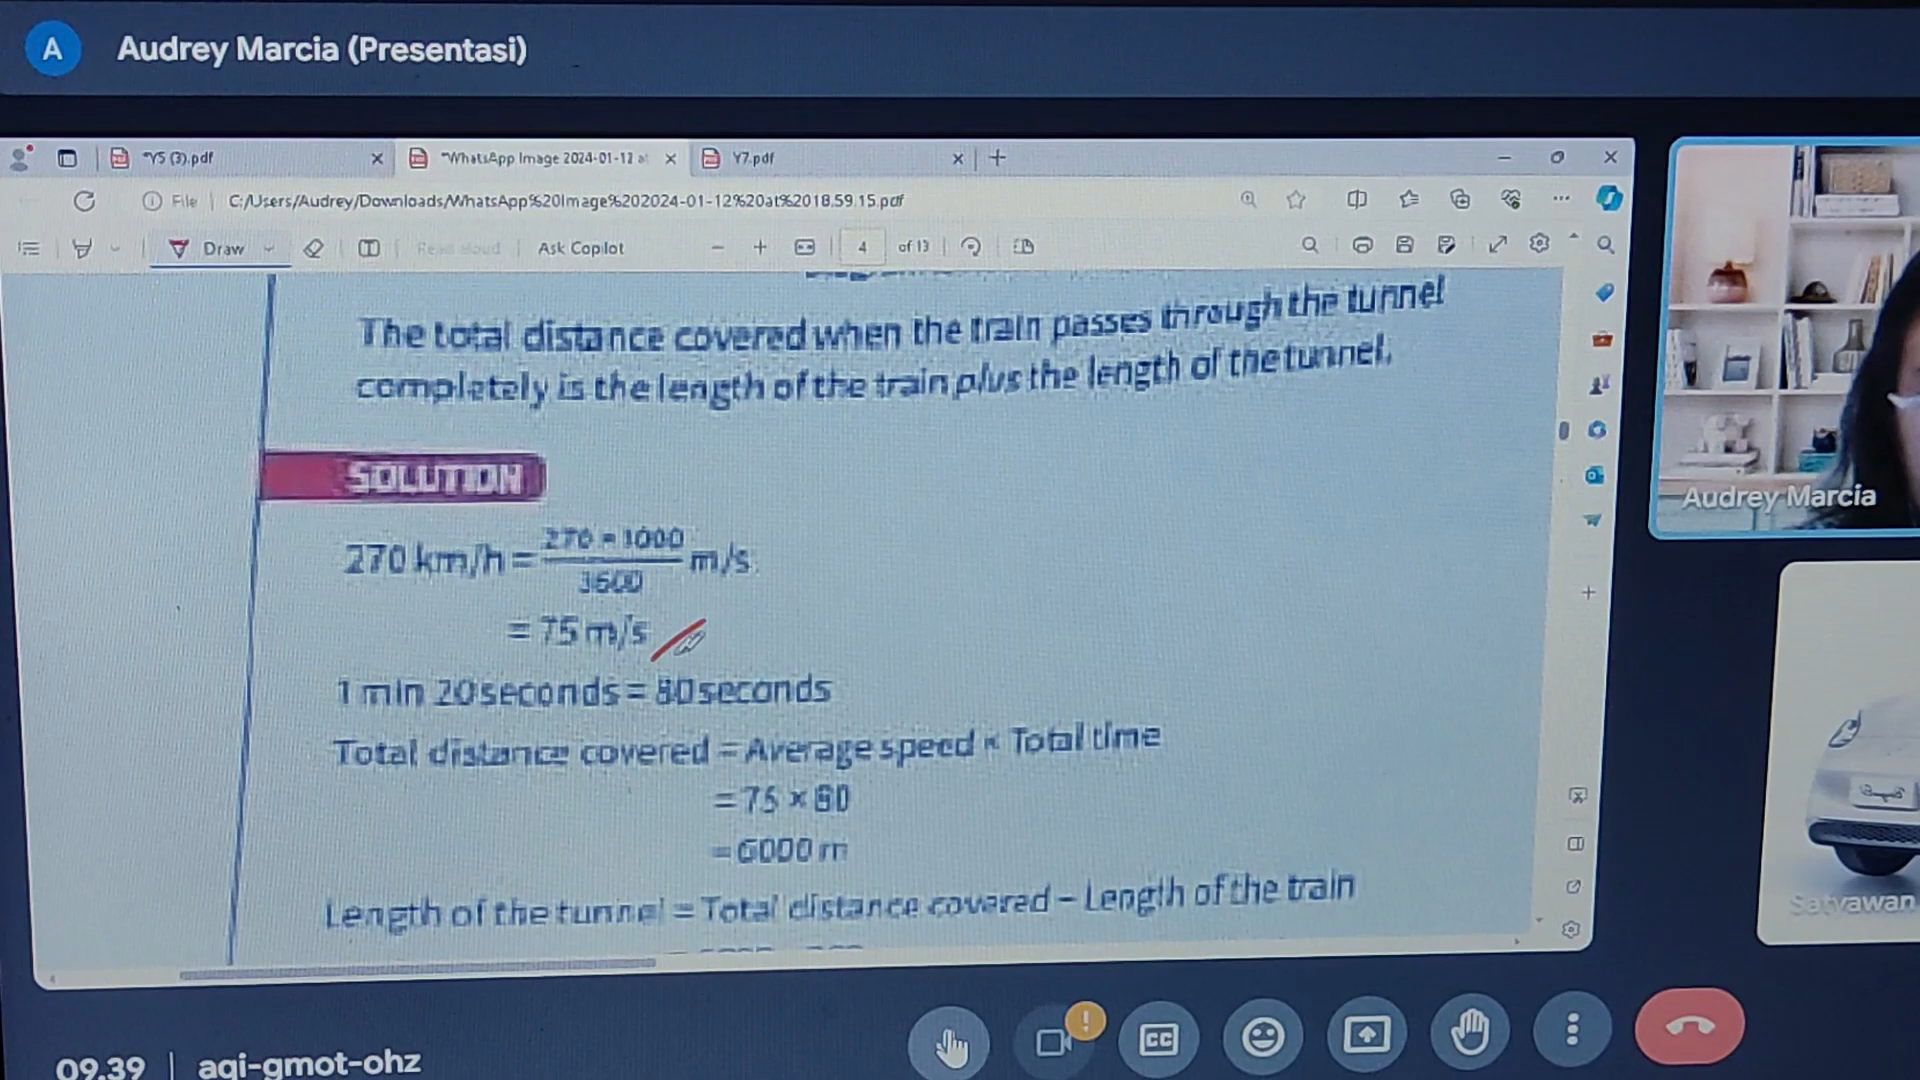 A Audrey Marcia (Presentasi)
*Y5 (3).pdf
*WhatsApp Image 2024-01-12 at
Y7.pdf
File C:/Users/Audrey/Downloads/WhatsApp%20Image%202024-01-12%20at%2018.59.15.pdf
Draw Read aloud Ask Copilot 4 of 13
The total distance covered when the train passes through the tunnel
completely is the length of the train plus the length of the tunnel.
SOLUTION
270 km/h = 270 × 1000 / 3600 m/s
= 75 m/s
1 min 20 seconds = 80 seconds
Total distance covered = Average speed × Total time
= 75 × 80
= 6000 m
Length of the tunnel = Total distance covered – Length of the train
Audrey Marcia
Satyawan
CC
09.39 | aqi-gmot-ohz